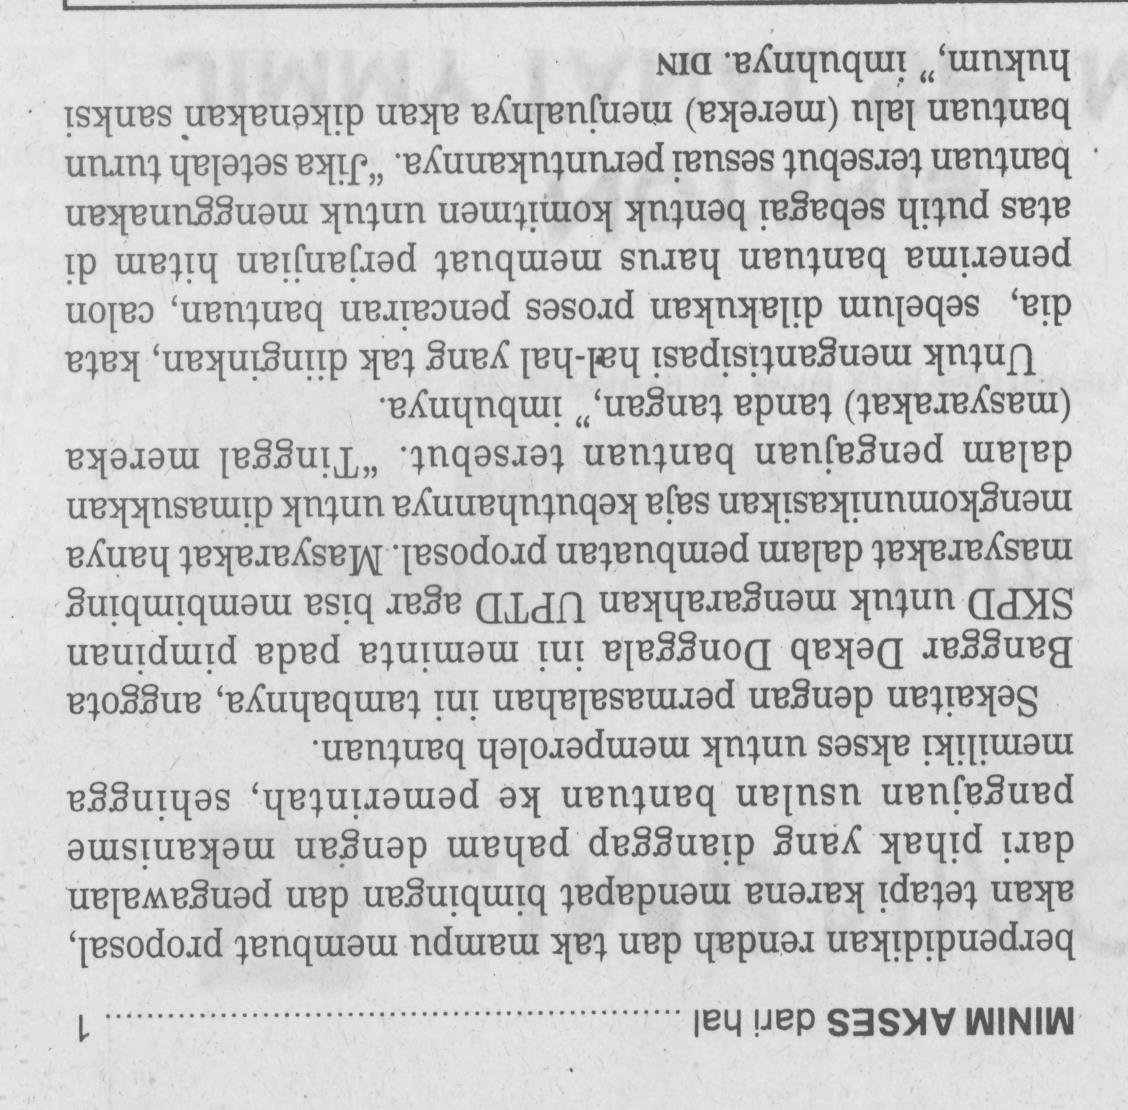 MINIM AKSES dari hal ........................................................ 1
berpendidikan rendah dan tak mampu membuat proposal,
akan tetapi karena mendapat bimbingan dan pengawalan
dari pihak yang dianggap paham dengan mekanisme
pangajuan usulan bantuan ke pemerintah, sehingga
memiliki akses untuk memperoleh bantuan.
Sekaitan dengan permasalahan ini tambahnya, anggota
Banggar Dekab Donggala ini meminta pada pimpinan
SKPD untuk mengarahkan UPTD agar bisa membimbing
masyarakat dalam pembuatan proposal. Masyarakat hanya
mengkomunikasikan saja kebutuhannya untuk dimasukkan
dalam pengajuan bantuan tersebut. “Tinggal mereka
(masyarakat) tanda tangan,” imbuhnya.
Untuk mengantisipasi hal-hal yang tak diinginkan, kata
dia, sebelum dilakukan proses pencairan bantuan, calon
penerima bantuan harus membuat perjanjian hitam di
atas putih sebagai bentuk komitmen untuk menggunakan
bantuan tersebut sesuai peruntukannya. “Jika setelah turun
bantuan lalu (mereka) menjualnya akan dikenakan sanksi
hukum,” imbuhnya. DIN